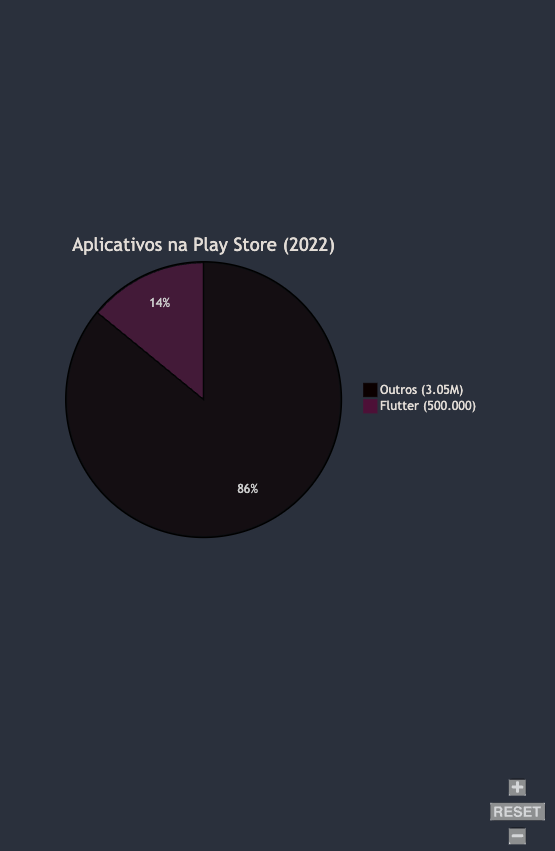 Aplicativos na Play Store (2022)
14%
86%
Outros (3.05M)
Flutter (500.000)
+
RESET
−